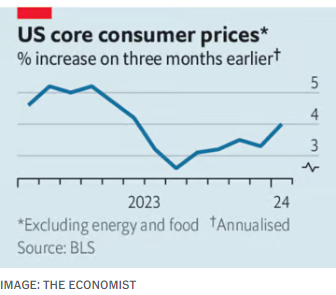 US core consumer prices*
% increase on three months earlier†
5
4
3
2023
24
*Excluding energy and food †Annualised
Source: BLS
IMAGE: THE ECONOMIST